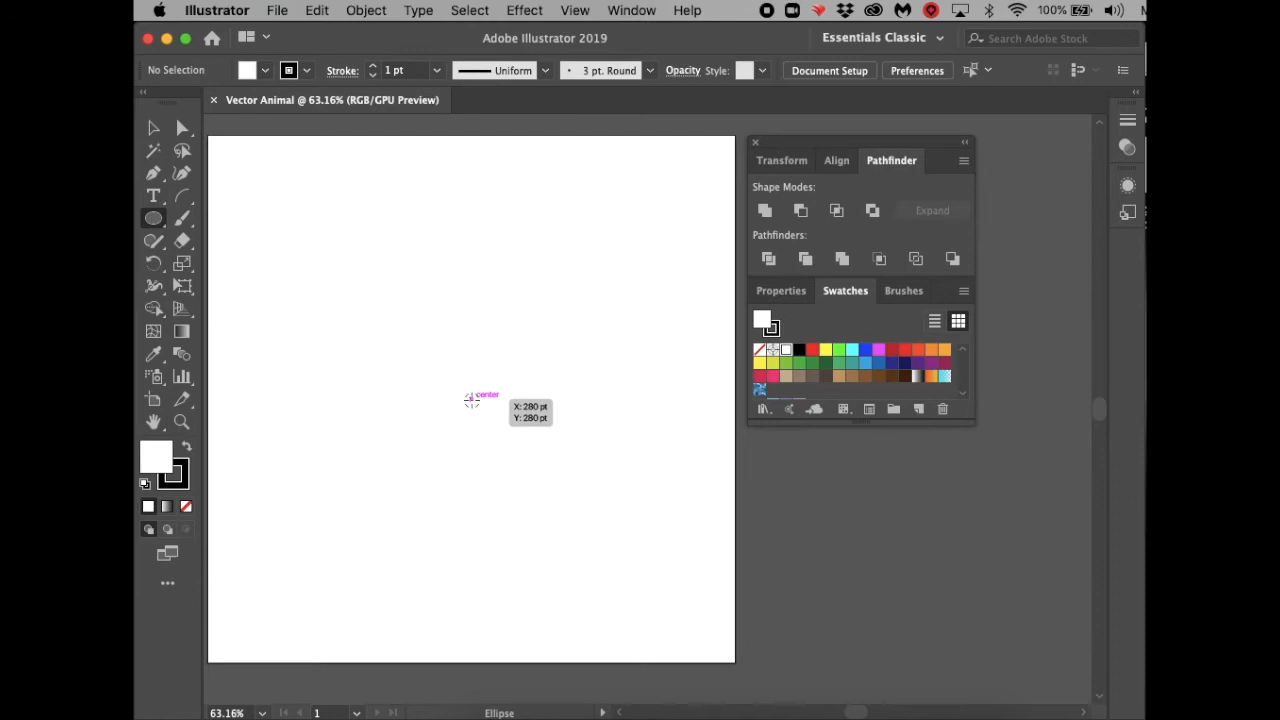 Illustrator File Edit Object Type Select Effect View Window Help 100%
Adobe Illustrator 2019 Essentials Classic Search Adobe Stock
No Selection Stroke: 1 pt Uniform 3 pt. Round Opacity Style: Document Setup Preferences
Vector Animal @ 63.16% (RGB/GPU Preview)
Transform Align Pathfinder
Shape Modes:
Expand
Pathfinders:
Properties Swatches Brushes
center
X: 280 pt
Y: 280 pt
63.16% 1 Ellipse